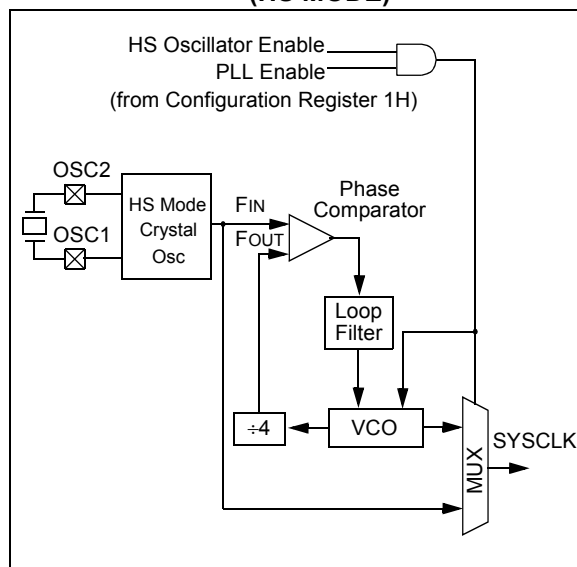 (HS MODE)
HS Oscillator Enable
PLL Enable
(from Configuration Register 1H)
OSC2
OSC1
HS Mode
Crystal
Osc
FIN
FOUT
Phase
Comparator
Loop
Filter
÷4
VCO
MUX
SYSCLK